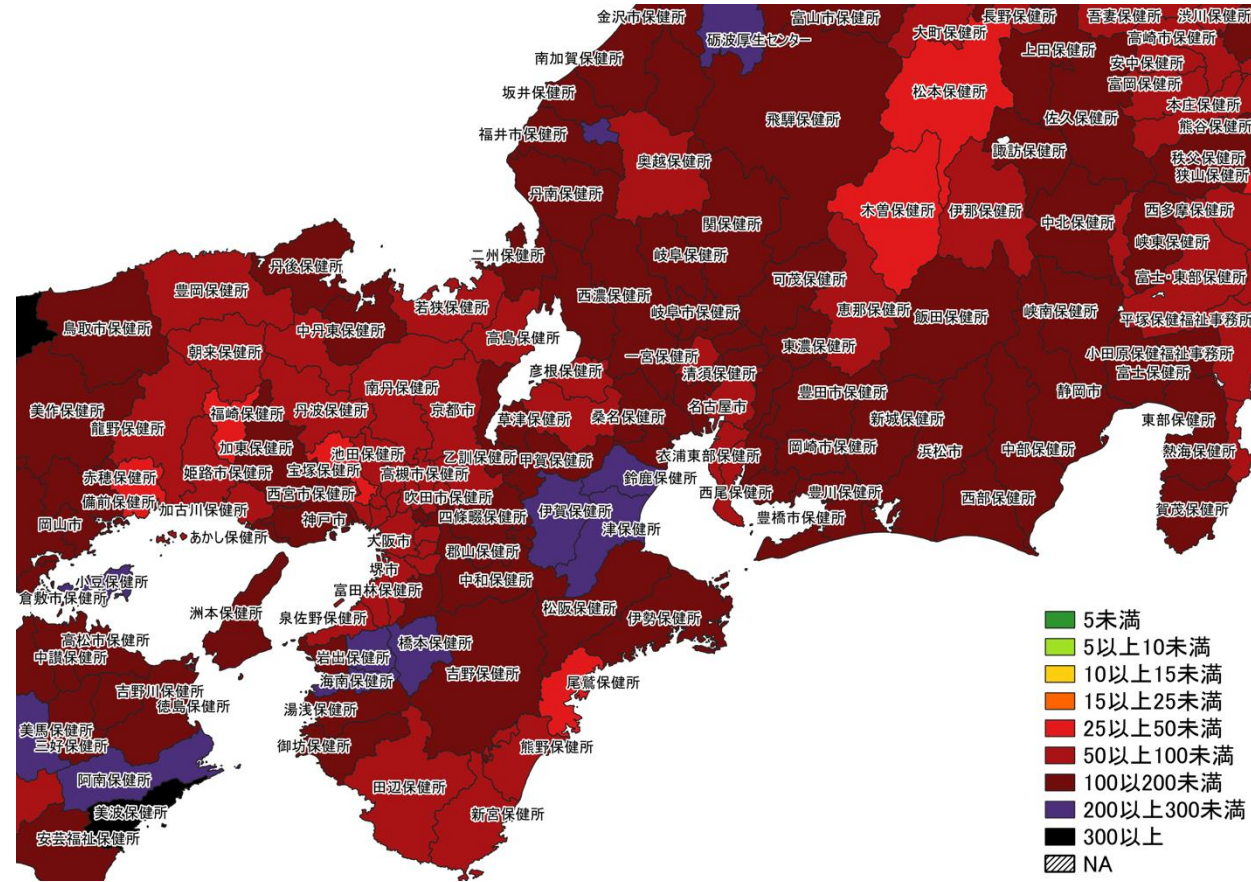 金沢市保健所
富山市保健所
長野保健所
吾妻保健所
渋川保健所
砺波厚生センター
大町保健所
高崎市保健所
南加賀保健所
上田保健所
安中保健所
富岡保健所
坂井保健所
松本保健所
本庄保健所
飛騨保健所
佐久保健所
熊谷保健所
福井市保健所
諏訪保健所
秩父保健所
奥越保健所
狭山保健所
丹南保健所
木曽保健所
伊那保健所
西多摩保健所
関保健所
中北保健所
峡東保健所
二州保健所
岐阜保健所
丹後保健所
可茂保健所
富士・東部保健所
豊岡保健所
西濃保健所
若狭保健所
恵那保健所
飯田保健所
峡南保健所
岐阜市保健所
平塚保健福祉事務所
鳥取市保健所
中丹東保健所
高島保健所
東濃保健所
朝来保健所
一宮保健所
小田原保健福祉事務所
彦根保健所
清須保健所
富士保健所
南丹保健所
豊田市保健所
静岡市
美作保健所
福崎保健所
丹波保健所
京都市
名古屋市
龍野保健所
草津保健所
桑名保健所
新城保健所
東部保健所
加東保健所
池田保健所
乙訓保健所
甲賀保健所
衣浦東部保健所
岡崎市保健所
浜松市
中部保健所
熱海保健所
赤穂保健所
姫路市保健所
宝塚保健所
高槻市保健所
鈴鹿保健所
備前保健所
西宮市保健所
吹田市保健所
西尾保健所
豊川保健所
西部保健所
加古川保健所
伊賀保健所
岡山市
神戸市
四條畷保健所
豊橋市保健所
賀茂保健所
あかし保健所
津保健所
大阪市
郡山保健所
堺市
小豆保健所
中和保健所
倉敷市保健所
富田林保健所
洲本保健所
松阪保健所
泉佐野保健所
伊勢保健所
高松市保健所
橋本保健所
中讃保健所
岩出保健所
吉野保健所
海南保健所
尾鷲保健所
吉野川保健所
徳島保健所
湯浅保健所
美馬保健所
三好保健所
御坊保健所
熊野保健所
阿南保健所
田辺保健所
美波保健所
新宮保健所
安芸福祉保健所
5未満
5以上10未満
10以上15未満
15以上25未満
25以上50未満
50以上100未満
100以200未満
200以上300未満
300以上
NA